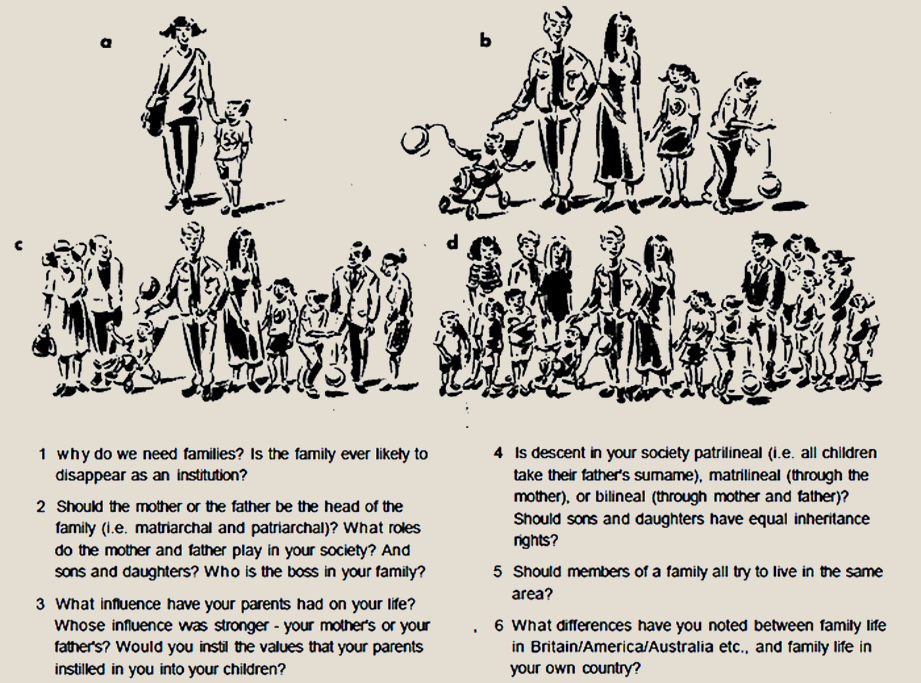 a
b
c
d
1 why do we need families? Is the family ever likely to
disappear as an institution?
2 Should the mother or the father be the head of the
family (i.e. matriarchal and patriarchal)? What roles
do the mother and father play in your society? And
sons and daughters? Who is the boss in your family?
3 What influence have your parents had on your life?
Whose influence was stronger - your mother's or your
father's? Would you instil the values that your parents
instilled in you into your children?
4 Is descent in your society patrilineal (i.e. all children
take their father's surname), matrilineal (through the
mother), or bilineal (through mother and father)?
Should sons and daughters have equal inheritance
rights?
5 Should members of a family all try to live in the same
area?
6 What differences have you noted between family life
in Britain/America/Australia etc., and family life in
your own country?